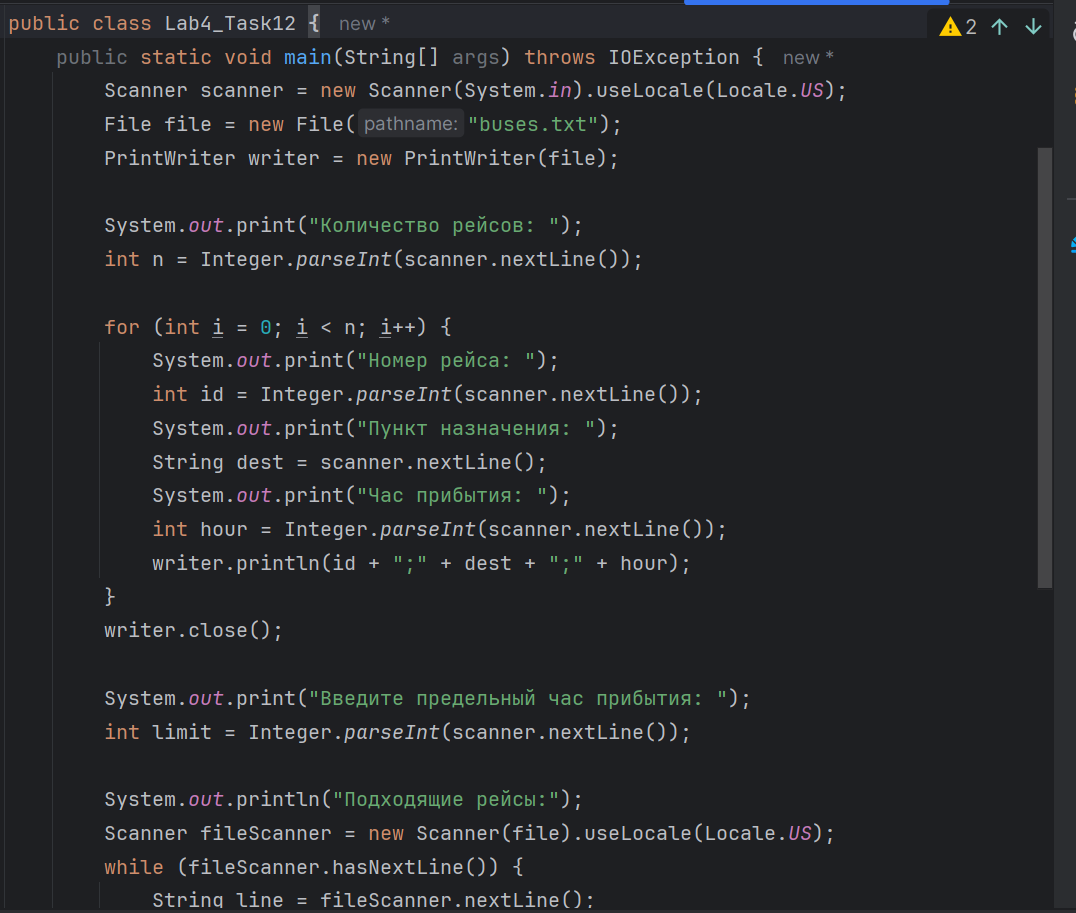 public class Lab4_Task12 { new *
2
public static void main(String[] args) throws IOException { new *
Scanner scanner = new Scanner(System.in).useLocale(Locale.US);
File file = new File( pathname: "buses.txt");
PrintWriter writer = new PrintWriter(file);
System.out.print("Количество рейсов: ");
int n = Integer.parseInt(scanner.nextLine());
for (int i = 0; i < n; i++) {
System.out.print("Номер рейса: ");
int id = Integer.parseInt(scanner.nextLine());
System.out.print("Пункт назначения: ");
String dest = scanner.nextLine();
System.out.print("Час прибытия: ");
int hour = Integer.parseInt(scanner.nextLine());
writer.println(id + ";" + dest + ";" + hour);
}
writer.close();
System.out.print("Введите предельный час прибытия: ");
int limit = Integer.parseInt(scanner.nextLine());
System.out.println("Подходящие рейсы:");
Scanner fileScanner = new Scanner(file).useLocale(Locale.US);
while (fileScanner.hasNextLine()) {
String line = fileScanner.nextLine();